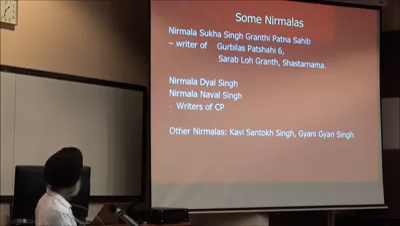 Some Nirmalas
Nirmala Sukha Singh Granthi Patna Sahib
– writer of Gurbilas Patshahi 6,
Sarab Loh Granth, Shastarnama.
Nirmala Dyal Singh
Nirmala Naval Singh
- Writers of CP
Other Nirmalas: Kavi Santokh Singh, Gyani Gyan Singh